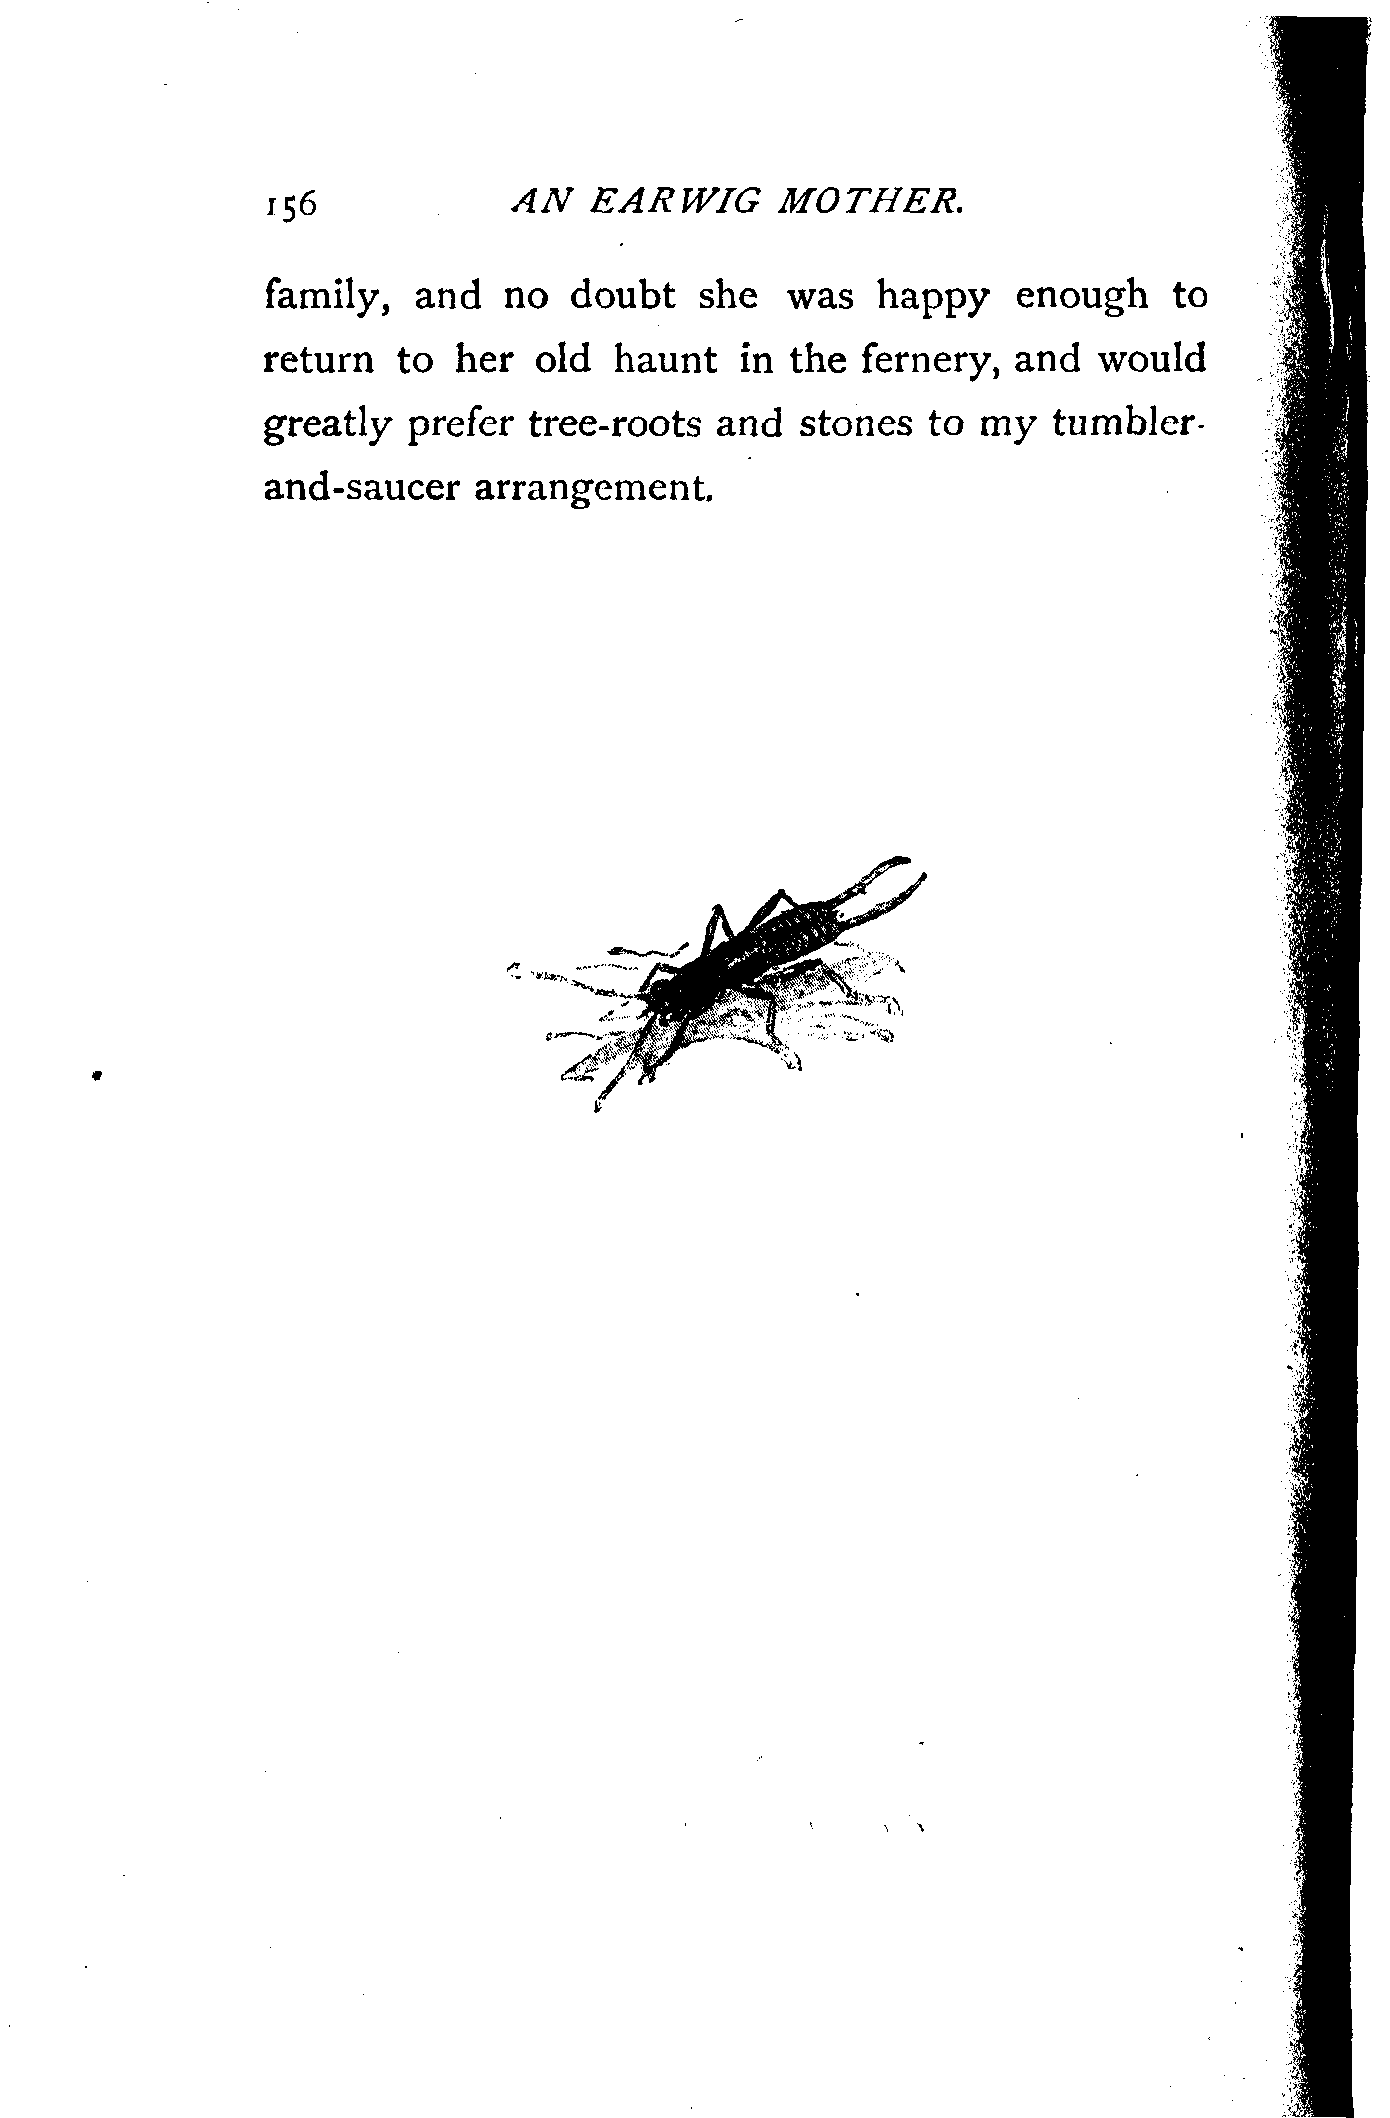 156 AN EARWIG MOTHER.
family, and no doubt she was happy enough to
return to her old haunt in the fernery, and would
greatly prefer tree-roots and stones to my tumbler-
and-saucer arrangement.